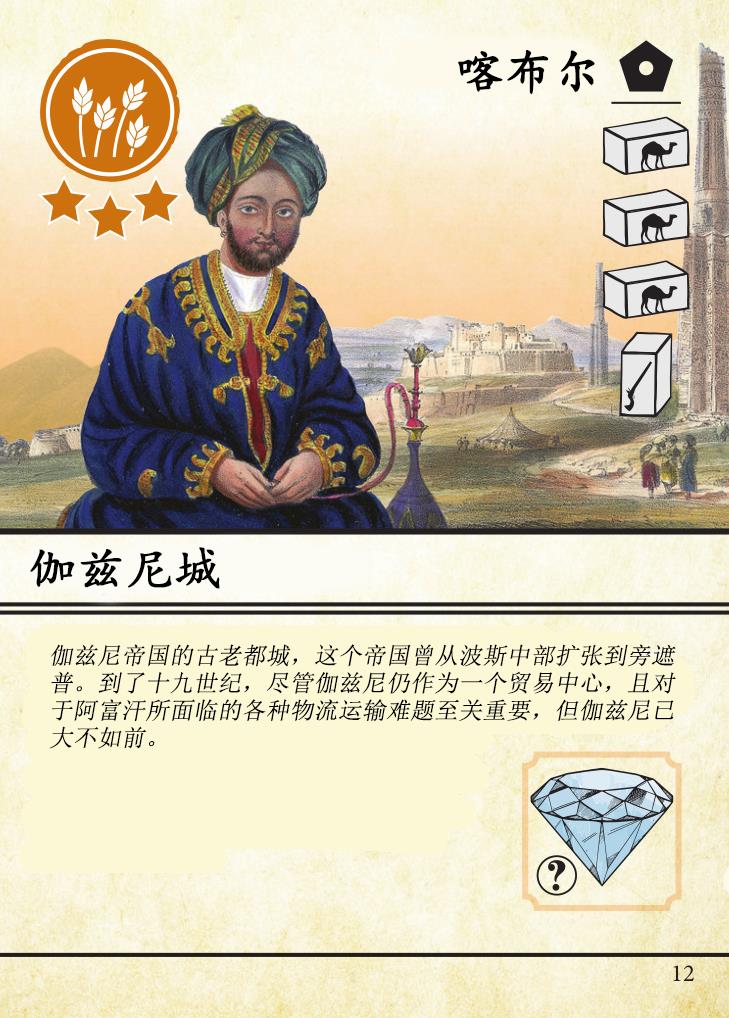 喀布尔
伽兹尼城
伽兹尼帝国的古老都城，这个帝国曾从波斯中部扩张到旁遮
普。到了十九世纪，尽管伽兹尼仍作为一个贸易中心，且对
于阿富汗所面临的各种物流运输难题至关重要，但伽兹尼已
大不如前。
?
12